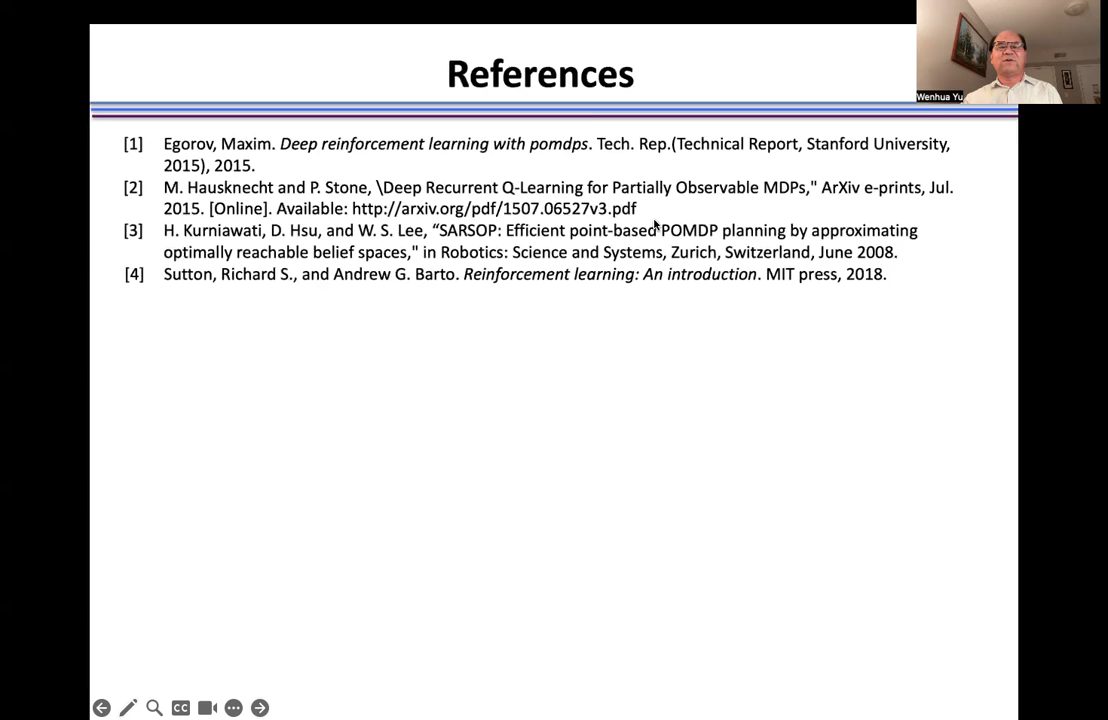 References
Wenhua Yu
[1] Egorov, Maxim. Deep reinforcement learning with pomdps. Tech. Rep.(Technical Report, Stanford University,
2015), 2015.
[2] M. Hausknecht and P. Stone, \Deep Recurrent Q-Learning for Partially Observable MDPs," ArXiv e-prints, Jul.
2015. [Online]. Available: http://arxiv.org/pdf/1507.06527v3.pdf
[3] H. Kurniawati, D. Hsu, and W. S. Lee, “SARSOP: Efficient point-based POMDP planning by approximating
optimally reachable belief spaces," in Robotics: Science and Systems, Zurich, Switzerland, June 2008.
[4] Sutton, Richard S., and Andrew G. Barto. Reinforcement learning: An introduction. MIT press, 2018.
CC